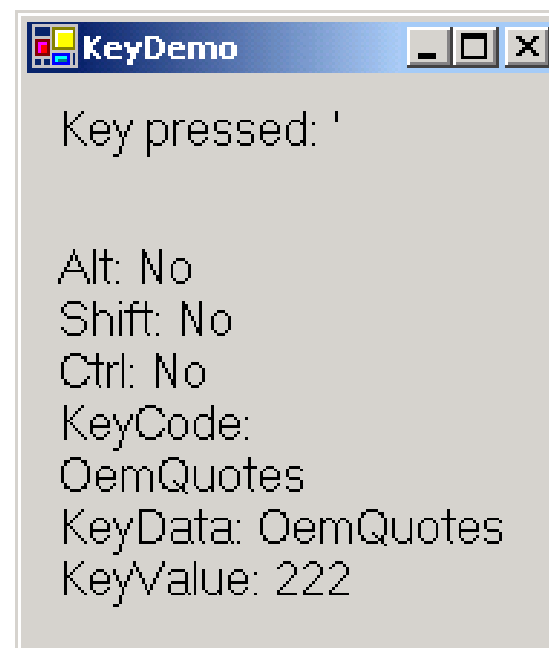 KeyDemo
Key pressed: '
Alt: No
Shift: No
Ctrl: No
KeyCode:
OemQuotes
KeyData: OemQuotes
KeyValue: 222